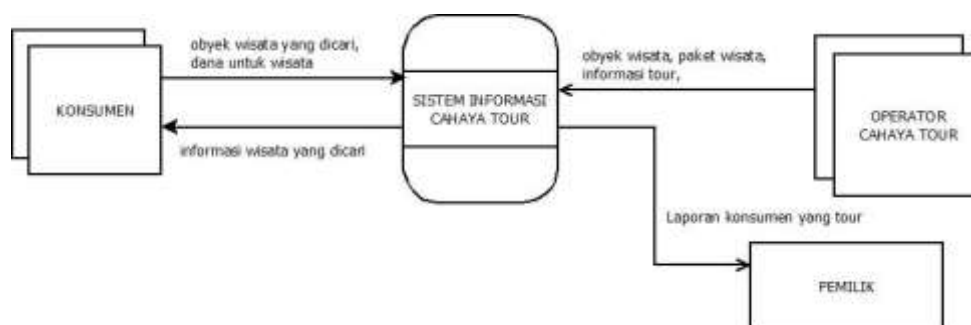 obyek wisata yang dicari,
dana untuk wisata
KONSUMEN
informasi wisata yang dicari
SISTEM INFORMASI
CAHAYA TOUR
obyek wisata, paket wisata,
informasi tour,
OPERATOR
CAHAYA TOUR
Laporan konsumen yang tour
PEMILIK